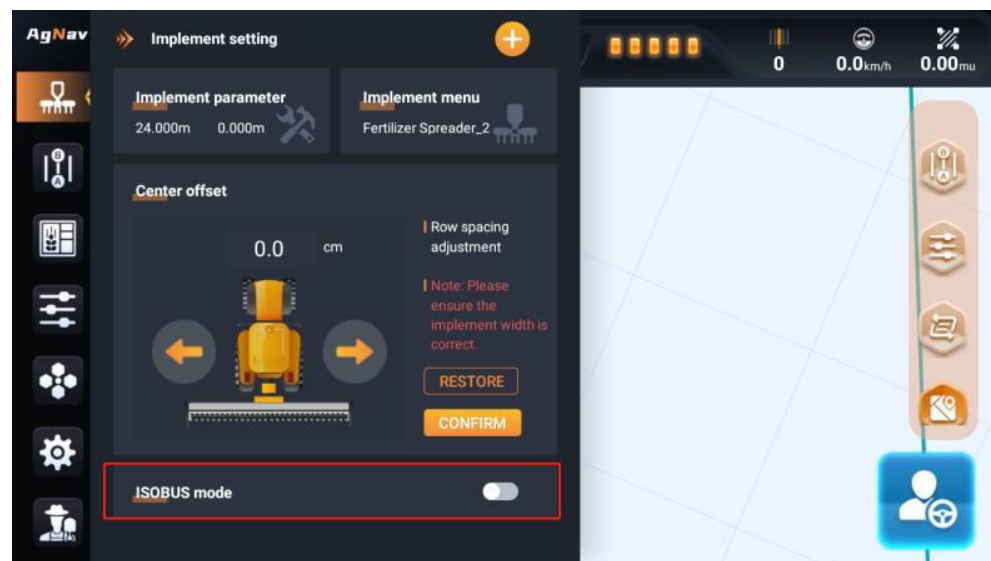 AgNav
Implement setting
0
0.0km/h
0.00mu
Implement parameter
24.000m 0.000m
Implement menu
Fertilizer Spreader_2
Center offset
0.0 cm
Row spacing
adjustment
Note: Please
ensure the
implement width is
correct.
RESTORE
CONFIRM
ISOBUS mode
B
A
B
A